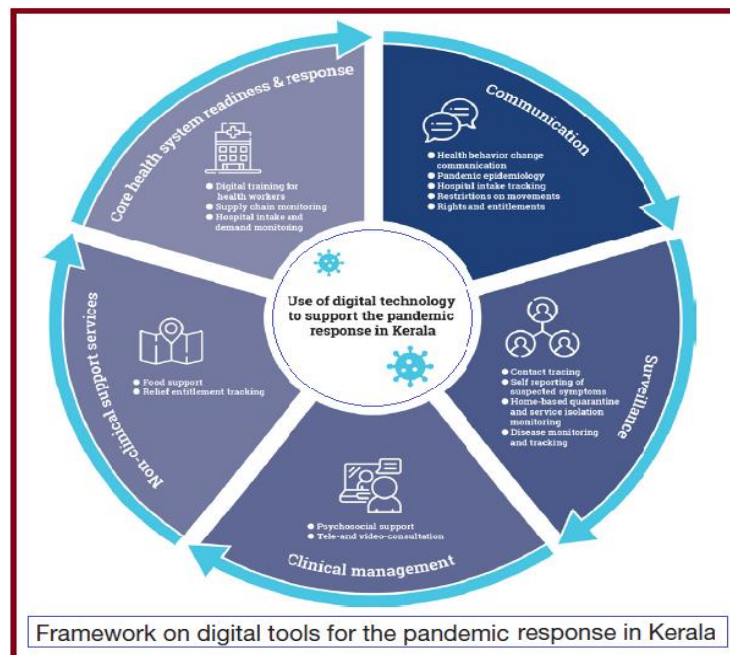 Core health system readiness & response
Digital training for
health workers
Supply chain monitoring
Hospital intake and
demand monitoring
Communication
Health behavior change
communication
Pandemic epidemiology
Hospital intake tracking
Restritions on movements
Rights and entitlements
Use of digital technology
to support the pandemic
response in Kerala
Surveillance
Contact tracing
Self reporting of
suspected symptoms
Home-based quarantine
and service isolation
monitoring
Disease monitoring
and tracking
Clinical management
Psychosocial support
Tele-and video-consultation
Non-clinical support services
Food support
Relief entitlement tracking
Framework on digital tools for the pandemic response in Kerala